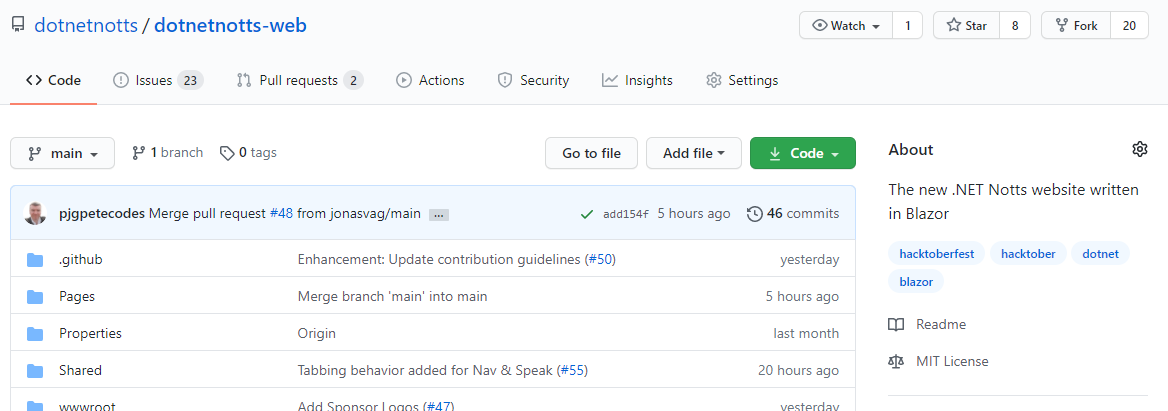 dotnetnotts / dotnetnotts-web
Watch 1 Star 8 Fork 20
Code Issues 23 Pull requests 2 Actions Security Insights Settings
main 1 branch 0 tags Go to file Add file Code
pjgpetecodes Merge pull request #48 from jonasvag/main ... add154f 5 hours ago 46 commits
.github Enhancement: Update contribution guidelines (#50) yesterday
Pages Merge branch 'main' into main 5 hours ago
Properties Origin last month
Shared Tabbing behavior added for Nav & Speak (#55) 20 hours ago
wwwroot Add Sponsor Logos (#47) yesterday
About
The new .NET Notts website written
in Blazor
hacktoberfest hacktober dotnet
blazor
Readme
MIT License